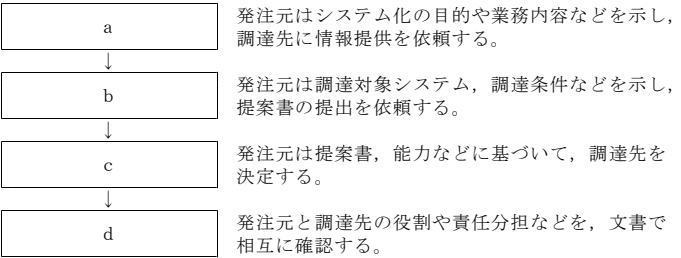 a
発注元はシステム化の目的や業務内容などを示し，
調達先に情報提供を依頼する。
↓
b
発注元は調達対象システム，調達条件などを示し，
提案書の提出を依頼する。
↓
c
発注元は提案書，能力などに基づいて，調達先を
決定する。
↓
d
発注元と調達先の役割や責任分担などを，文書で
相互に確認する。